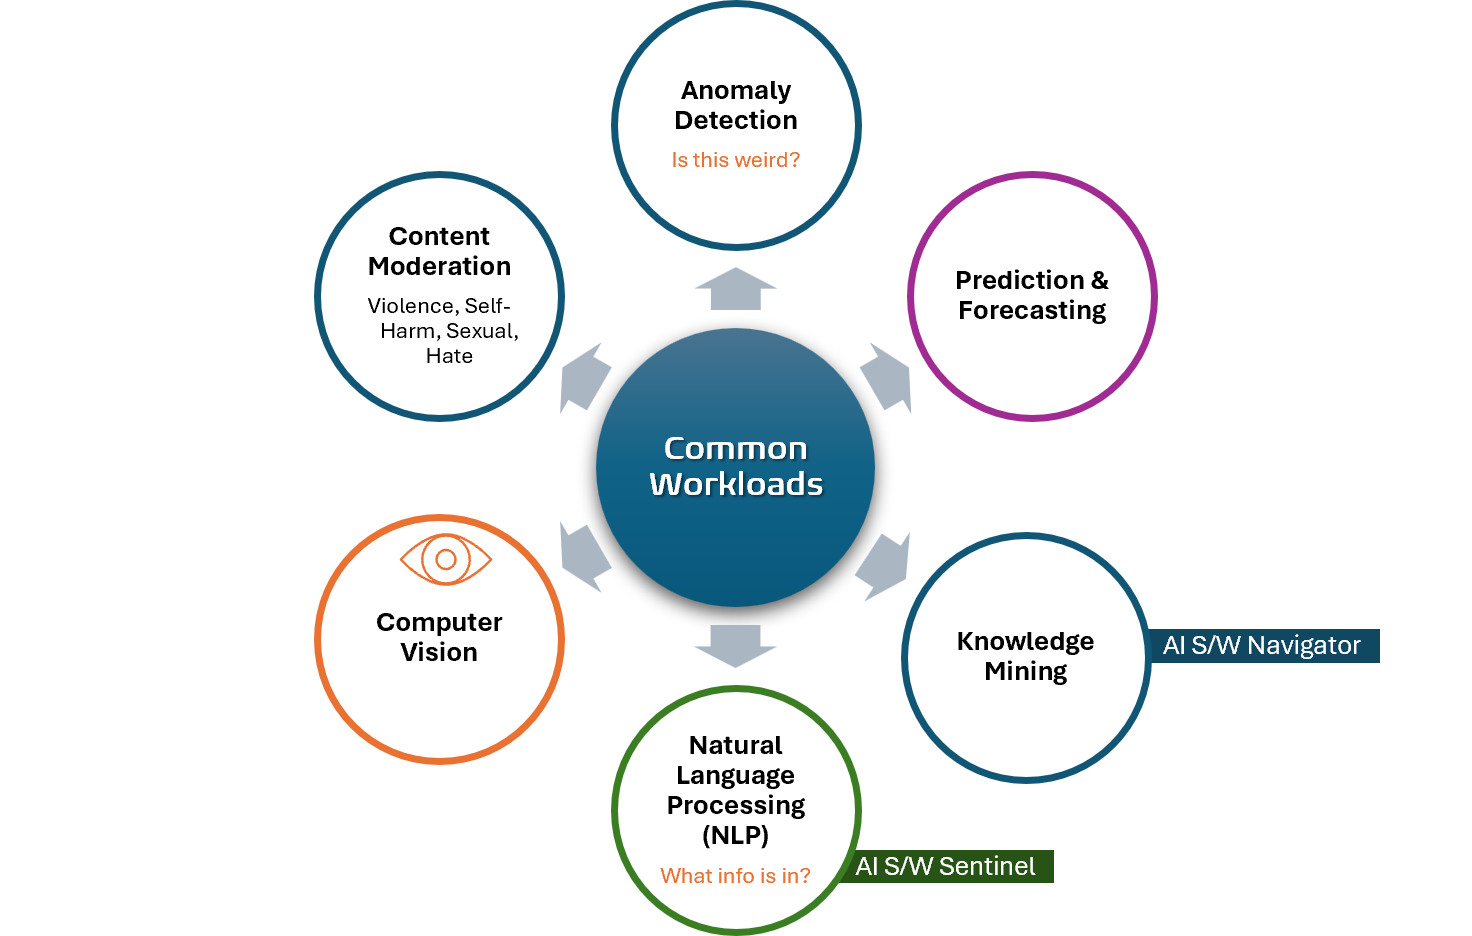 Anomaly
Detection
Is this weird?
Content
Moderation
Violence, Self-
Harm, Sexual,
Hate
Prediction &
Forecasting
Common
Workloads
Computer
Vision
Knowledge
Mining
AI S/W Navigator
Natural
Language
Processing
(NLP)
What info is in?
AI S/W Sentinel